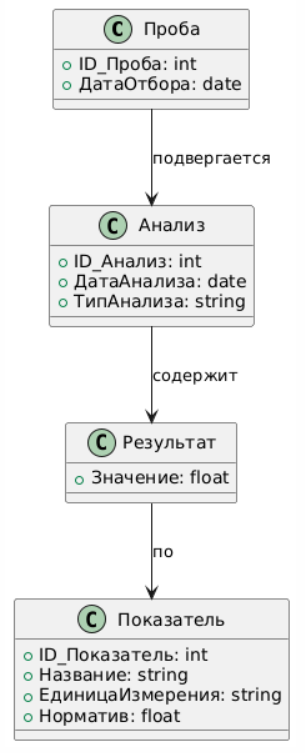 C Проба
ID_Проба: int
ДатаОтбора: date
подвергается
C Анализ
ID_Анализ: int
ДатаАнализа: date
ТипАнализа: string
содержит
C Результат
Значение: float
по
C Показатель
ID_Показатель: int
Название: string
ЕдиницаИзмерения: string
Норматив: float